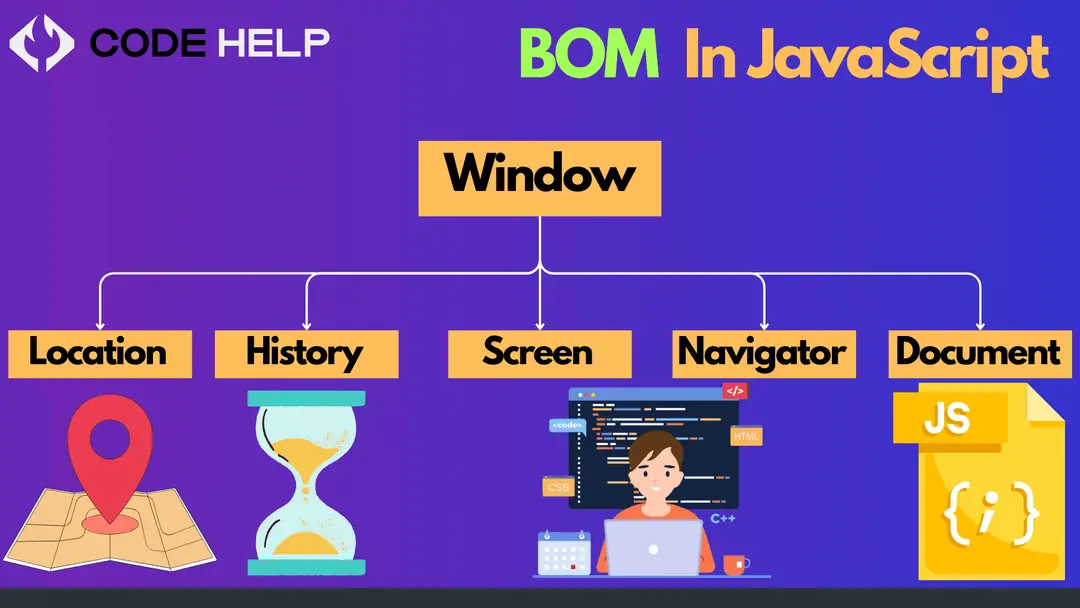 CODE HELP
BOM In JavaScript
Window
Location
History
Screen
Navigator
Document
</>
<code>
HTML
CSS
C++
JS
{;}